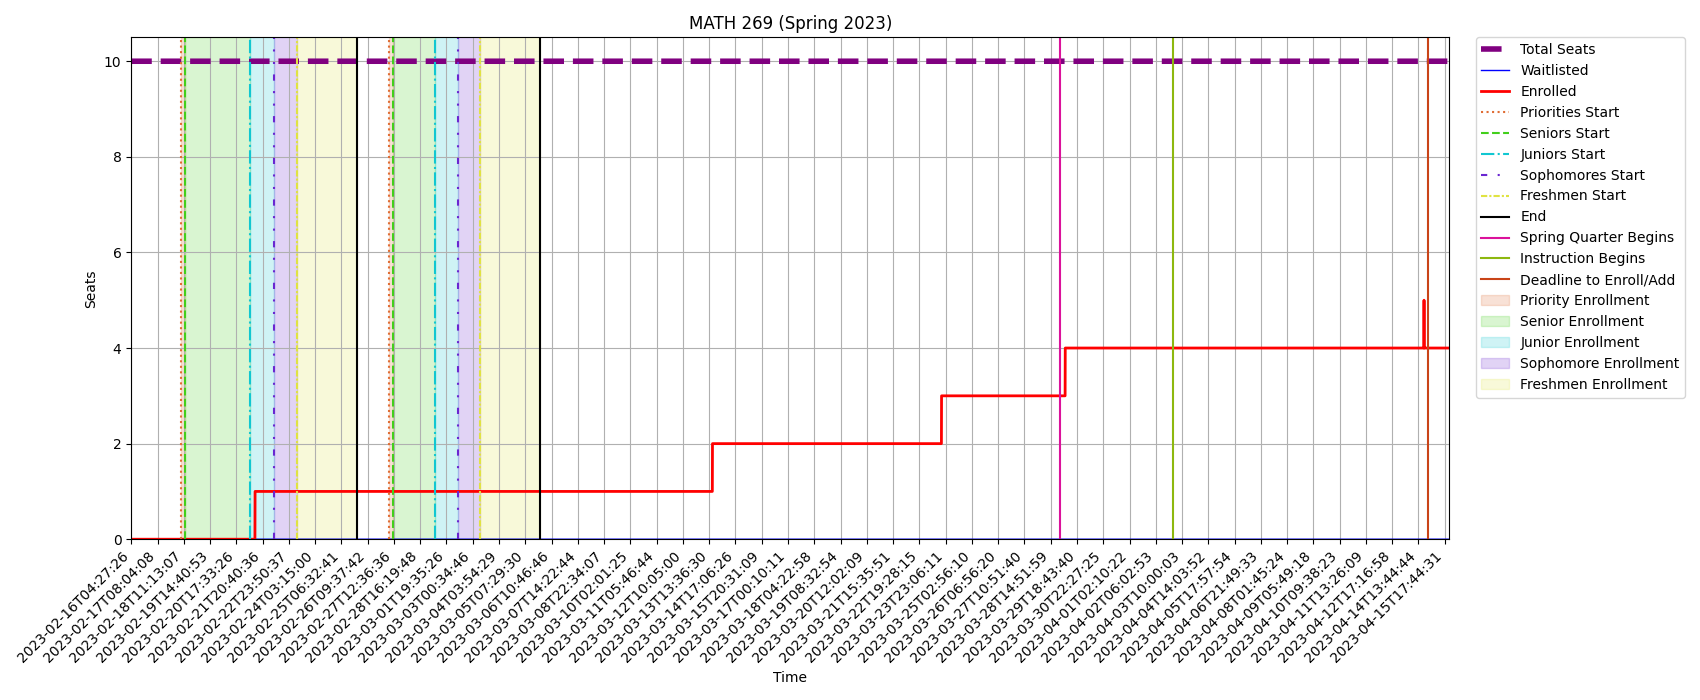 MATH 269 (Spring 2023)
Seats
10
8
6
4
2
0
2023-02-16T04:27:26
2023-02-17T08:04:08
2023-02-18T11:13:07
2023-02-19T14:40:53
2023-02-20T17:33:26
2023-02-21T20:40:36
2023-02-22T23:50:37
2023-02-24T03:15:00
2023-02-25T06:32:41
2023-02-26T09:37:42
2023-02-27T12:36:36
2023-02-28T16:19:48
2023-03-01T19:35:26
2023-03-03T00:34:46
2023-03-04T03:54:29
2023-03-05T07:29:30
2023-03-06T10:46:46
2023-03-07T14:22:44
2023-03-08T22:34:07
2023-03-10T02:01:25
2023-03-11T05:46:44
2023-03-12T10:05:00
2023-03-13T13:36:30
2023-03-14T17:06:20
2023-03-15T20:31:09
2023-03-17T00:10:11
2023-03-18T04:22:58
2023-03-19T08:32:54
2023-03-20T12:02:09
2023-03-21T15:35:51
2023-03-22T19:28:15
2023-03-23T23:06:11
2023-03-25T02:56:10
2023-03-26T06:56:20
2023-03-27T10:51:40
2023-03-28T14:51:59
2023-03-29T18:43:40
2023-03-30T22:27:25
2023-04-01T02:10:22
2023-04-02T06:02:53
2023-04-03T10:00:03
2023-04-04T14:03:52
2023-04-05T17:57:54
2023-04-06T21:49:33
2023-04-08T01:45:24
2023-04-09T05:49:18
2023-04-10T09:38:23
2023-04-11T13:26:09
2023-04-12T17:16:58
2023-04-14T13:44:44
2023-04-15T17:44:31
Time
Total Seats
Waitlisted
Enrolled
Priorities Start
Seniors Start
Juniors Start
Sophomores Start
Freshmen Start
End
Spring Quarter Begins
Instruction Begins
Deadline to Enroll/Add
Priority Enrollment
Senior Enrollment
Junior Enrollment
Sophomore Enrollment
Freshmen Enrollment